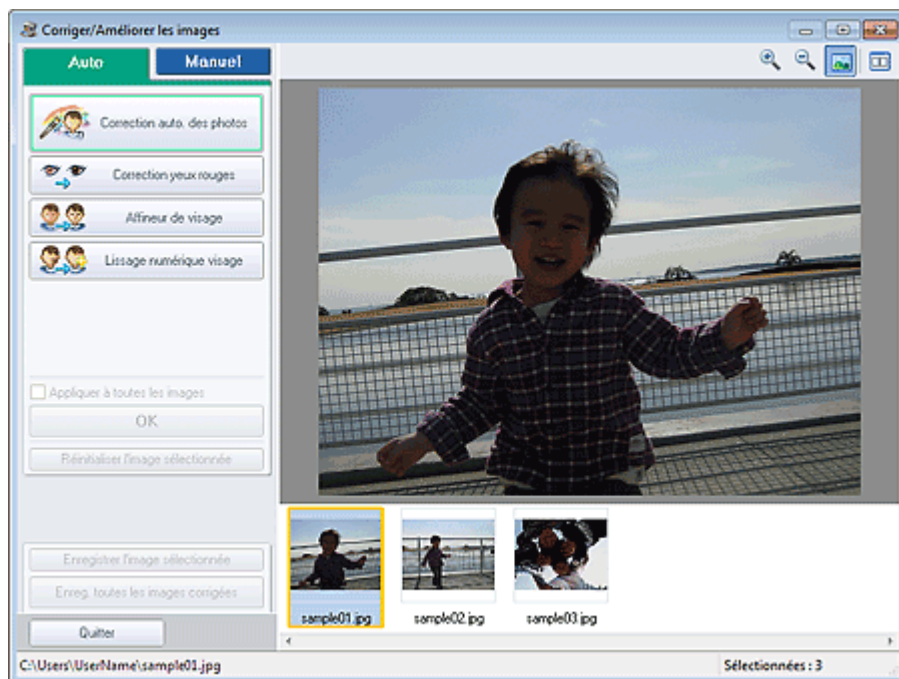 Corriger/Améliorer les images
Auto
Manuel
Correction auto. des photos
Correction yeux rouges
Affineur de visage
Lissage numérique visage
Appliquer à toutes les images
OK
Réinitialiser l'image sélectionnée
Enregistrer l'image sélectionnée
Enreg. toutes les images corrigées
Quitter
sample01.jpg
sample02.jpg
sample03.jpg
C:\Users\UserName\sample01.jpg
Sélectionnées : 3